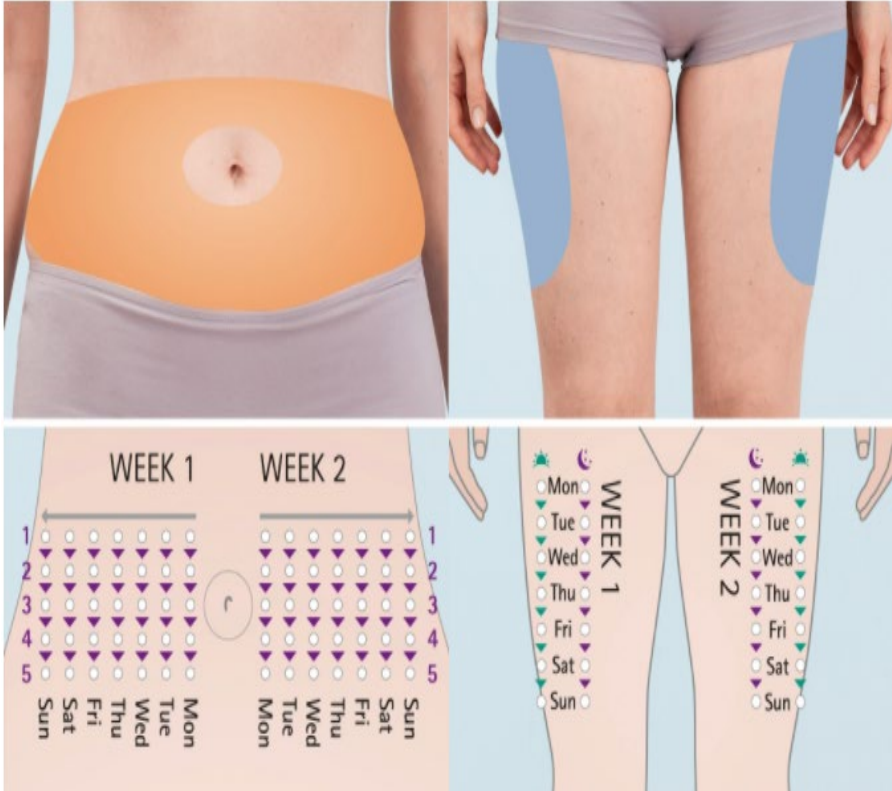 WEEK 1 WEEK 2
1 1
2 2
3 3
4 4
5 5
Sun Sat Fri Thu Wed Tue Mon Mon Tue Wed Thu Fri Sat Sun
Mon
Tue
Wed
Thu
Fri
Sat
Sun
WEEK 1
WEEK 2
Mon
Tue
Wed
Thu
Fri
Sat
Sun